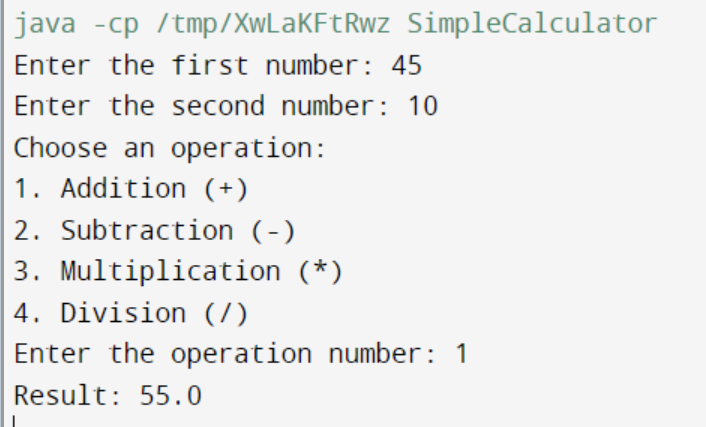 java -cp /tmp/XwLaKFtRwz SimpleCalculator
Enter the first number: 45
Enter the second number: 10
Choose an operation:
1. Addition (+)
2. Subtraction (-)
3. Multiplication (*)
4. Division (/)
Enter the operation number: 1
Result: 55.0